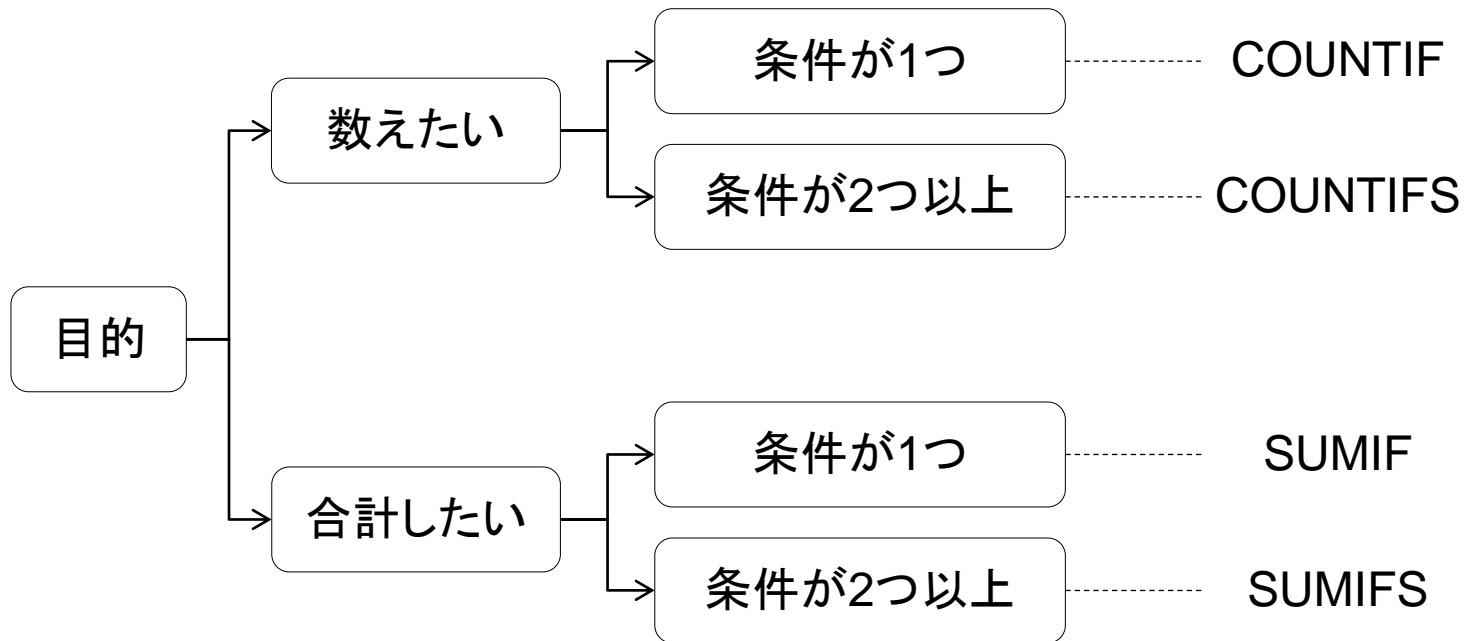 条件が1つ
COUNTIF
数えたい
条件が2つ以上
COUNTIFS
目的
条件が1つ
SUMIF
合計したい
条件が2つ以上
SUMIFS